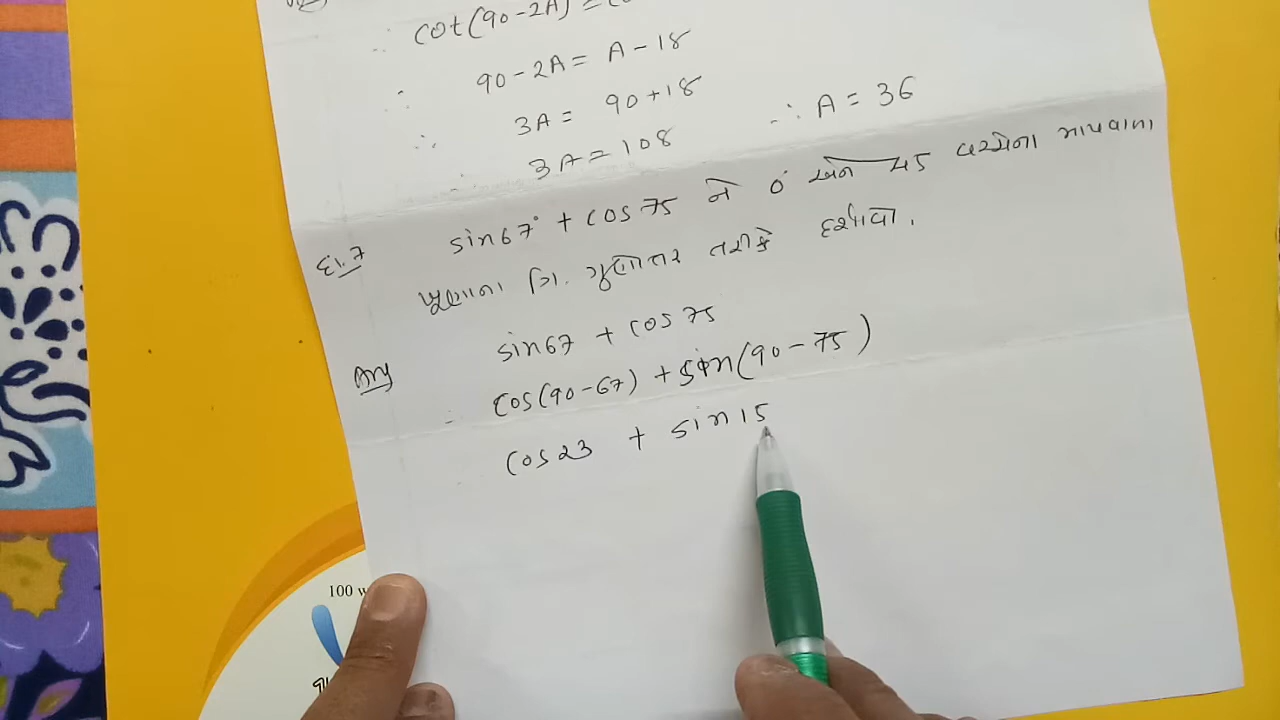 cot(90-2A) =
∴ 90-2A = A-18
∴ 3A = 90+18
∴ 3A = 108 ∴ A = 36
દા.7 sin67° + cos75 ને 0° અને 45 વચ્ચેના માપવાળા
ખૂણાના ત્રિ. ગુણોત્તર તરીકે દર્શાવો.
Ans sin67 + cos75
∴ cos(90-67) + sin(90-75)
cos23 + sin15
100